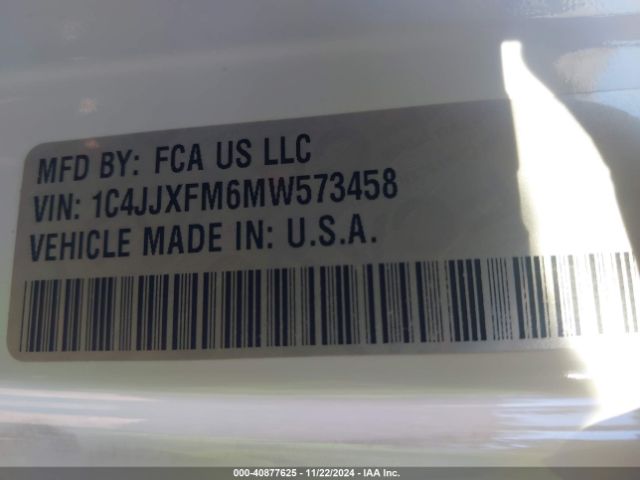 MFD BY: FCA US LLC
VIN: 1C4JJXFM6MW573458
VEHICLE MADE IN: U.S.A.
000-40877625 - 11/22/2024 - IAA Inc.